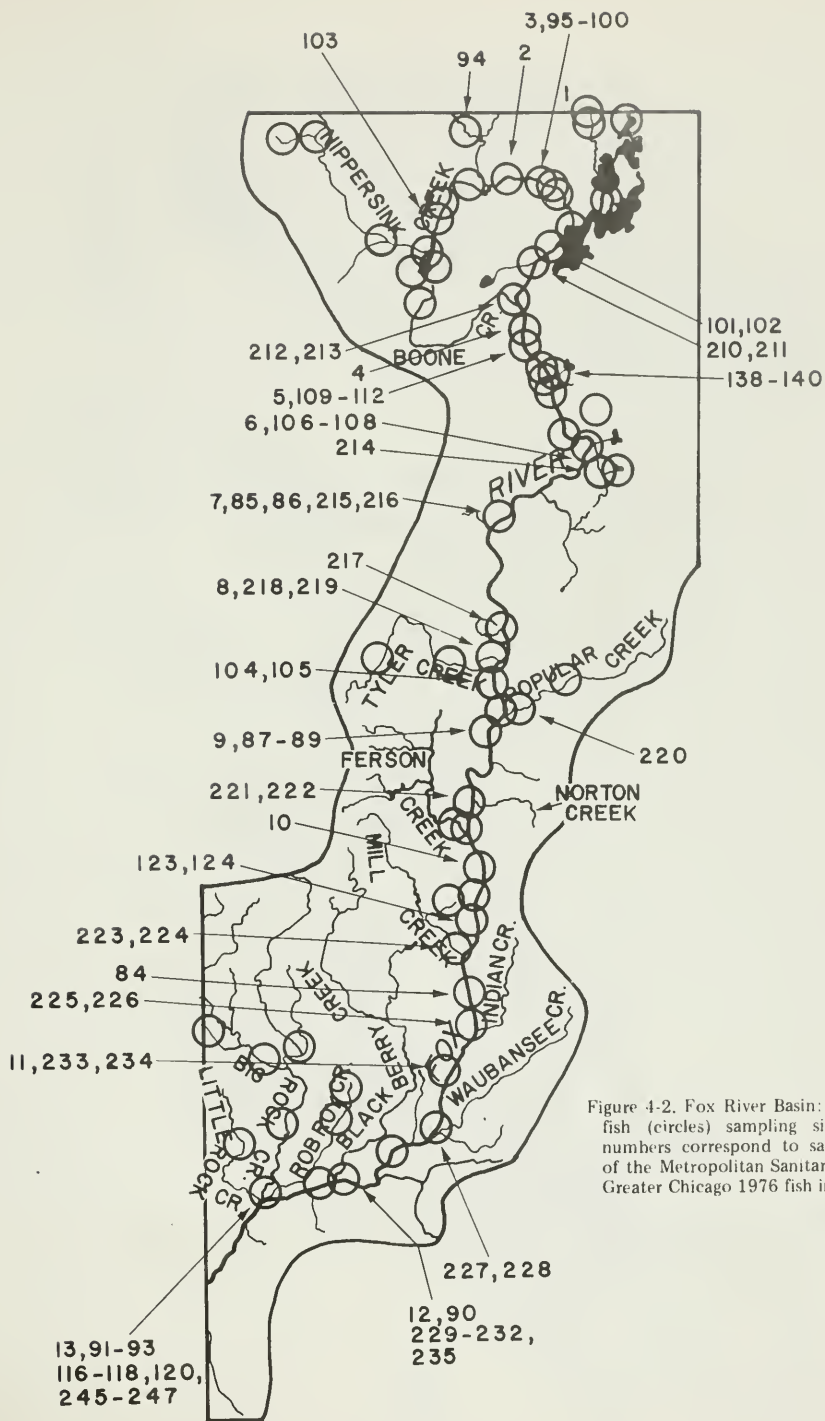 3,95-100
103
2
94
1
NIPPERSINK
CREEK
101,102
210,211
212,213
4
BOONE
CR.
138-140
5,109-112
6,106-108
214
RIVER
7,85,86,215,216
217
8,218,219
TYLER
CREEK
POPULAR CREEK
104,105
9,87-89
220
FERSON
CREEK
221,222
NORTON
CREEK
10
MILL
CREEK
123,124
223,224
84
225,226
INDIAN CR.
FOX
11,233,234
WAUBANSEE CR.
CREEK
BIG
ROCK
CR.
LITTLE ROCK
CR
ROB ROY CR.
BLACK BERRY
Figure 4-2. Fox River Basin:
fish (circles) sampling si
numbers correspond to sa
of the Metropolitan Sanitar
Greater Chicago 1976 fish i
227,228
12,90
229-232,
235
13,91-93
116-118,120,
245-247